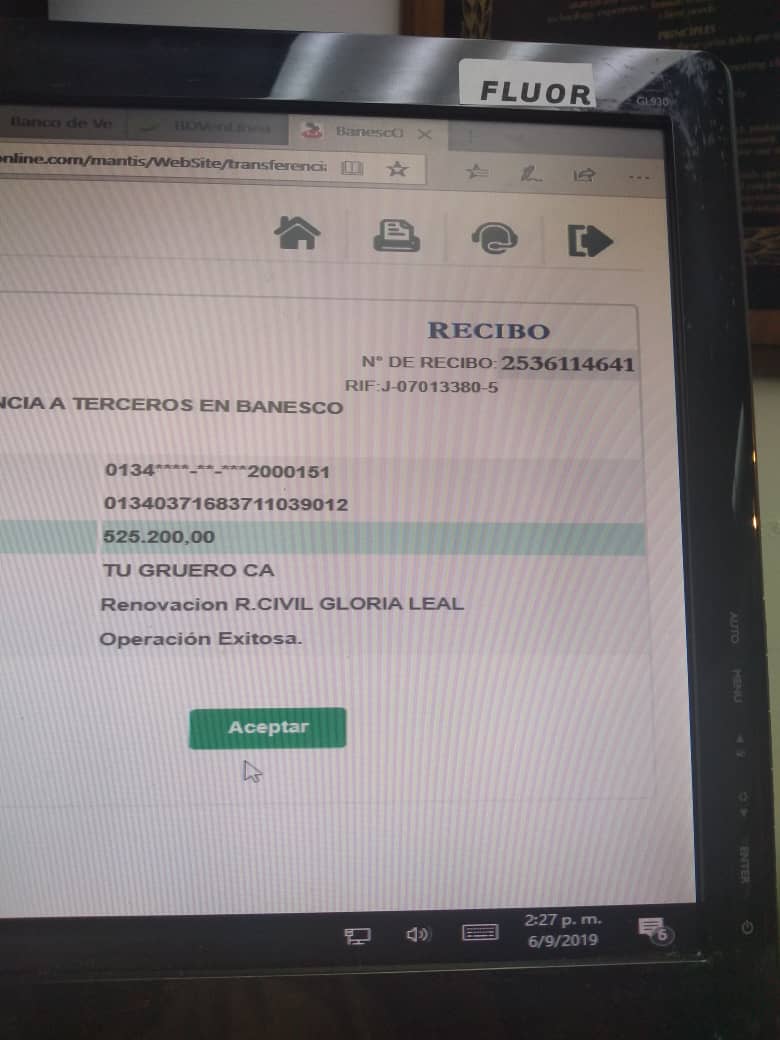 PRINCIPLES
FLUOR
GL930
Banco de Ve
BDVenLinea
BanescO
online.com/mantis/WebSite/transferencia
RECIBO
N° DE RECIBO: 2536114641
RIF:J-07013380-5
NCIA A TERCEROS EN BANESCO
0134****-**-***2000151
01340371683711039012
525.200,00
TU GRUERO CA
Renovacion R.CIVIL GLORIA LEAL
Operación Exitosa.
Aceptar
AUTO
MENU
ENTER
2:27 p. m.
6/9/2019
6